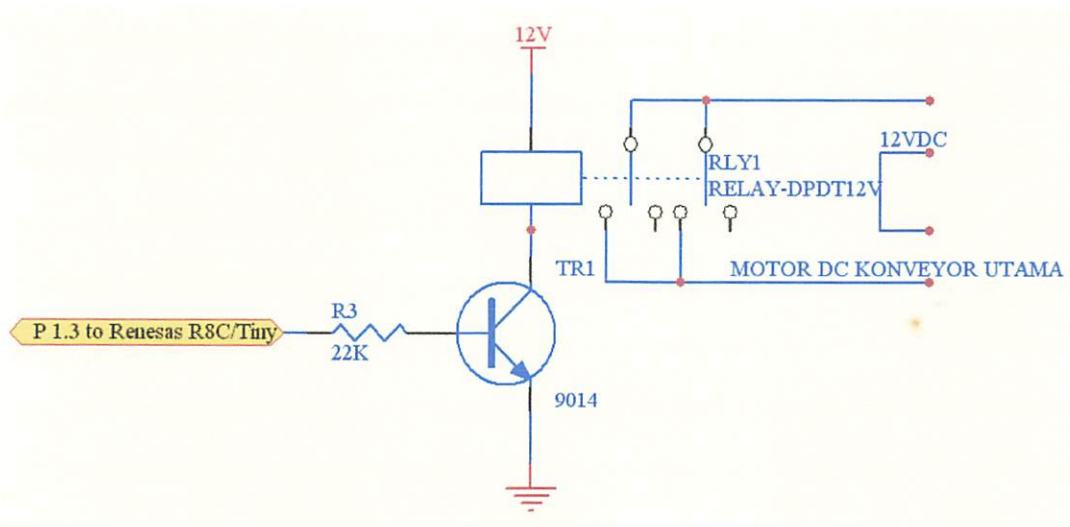 12V
12VDC
RLY1
RELAY-DPDT12V
TR1
MOTOR DC KONVEYOR UTAMA
R3
P 1.3 to Renesas R8C/Tiny
22K
9014